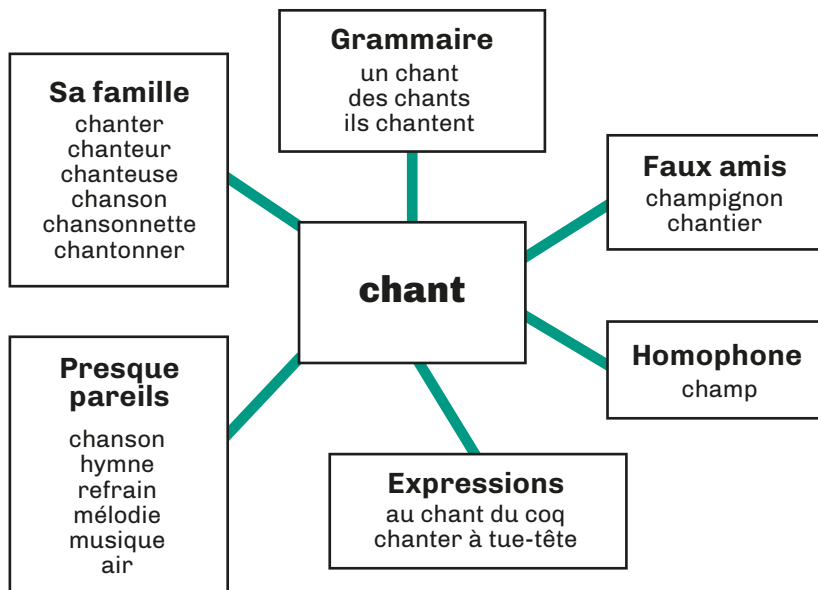 Grammaire
un chant
des chants
ils chantent
Sa famille
chanter
chanteur
chanteuse
chanson
chansonnette
chantonner
Faux amis
champignon
chantier
chant
Homophone
champ
Presque
pareils
chanson
hymne
refrain
mélodie
musique
air
Expressions
au chant du coq
chanter à tue-tête